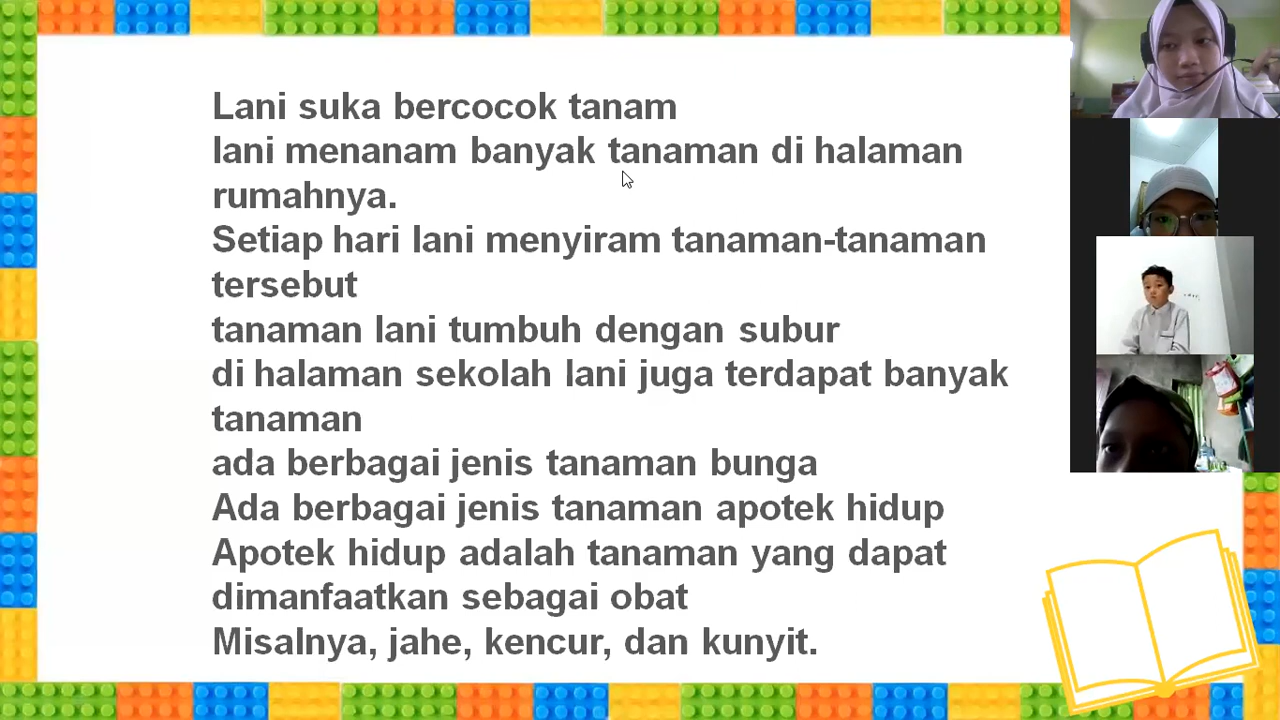 Lani suka bercocok tanam
lani menanam banyak tanaman di halaman
rumahnya.
Setiap hari lani menyiram tanaman-tanaman
tersebut
tanaman lani tumbuh dengan subur
di halaman sekolah lani juga terdapat banyak
tanaman
ada berbagai jenis tanaman bunga
Ada berbagai jenis tanaman apotek hidup
Apotek hidup adalah tanaman yang dapat
dimanfaatkan sebagai obat
Misalnya, jahe, kencur, dan kunyit.